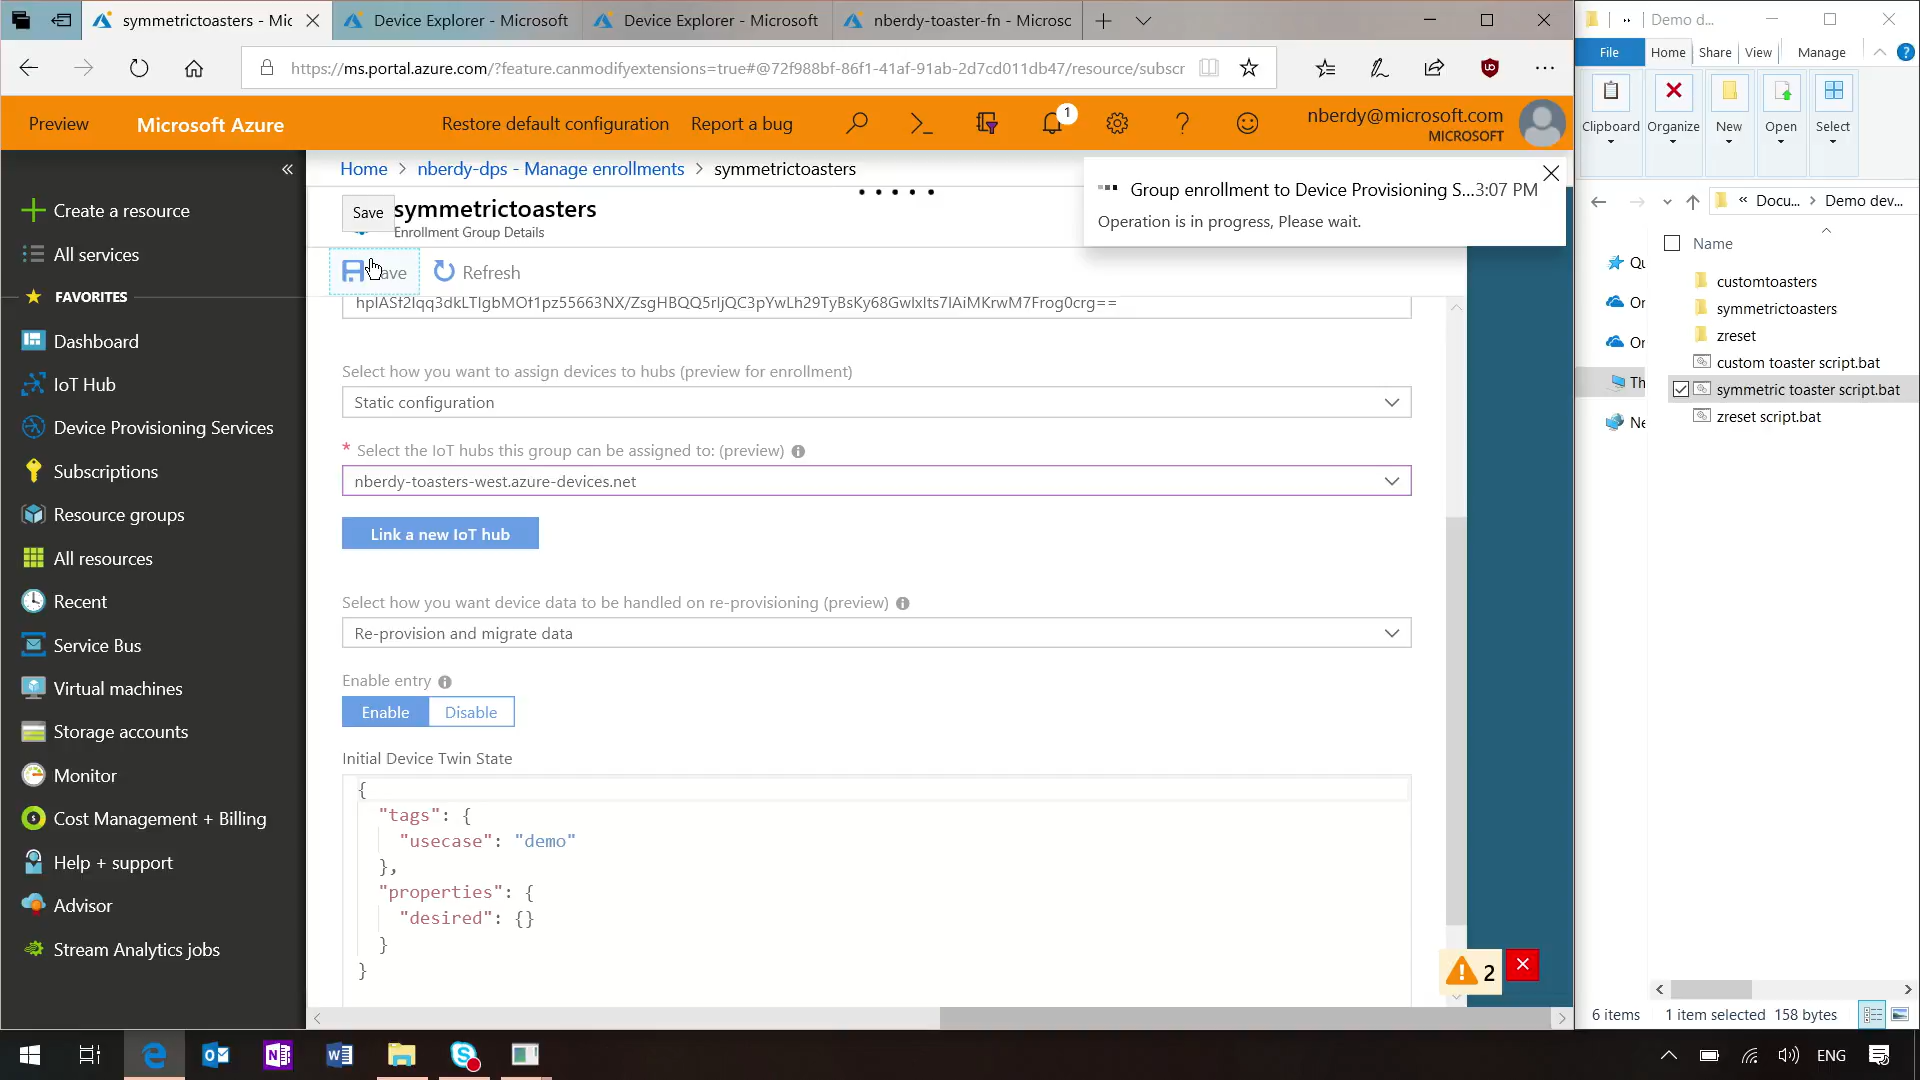 symmetrictoasters - Mic
Device Explorer - Microsoft
Device Explorer - Microsoft
nberdy-toaster-fn - Microsc
https://ms.portal.azure.com/?feature.canmodifyextensions=true#@72f988bf-86f1-41af-91ab-2d7cd011db47/resource/subscr
Preview
Microsoft Azure
Restore default configuration
Report a bug
1
nberdy@microsoft.com
MICROSOFT
Home > nberdy-dps - Manage enrollments > symmetrictoasters
Save
symmetrictoasters
Enrollment Group Details
Group enrollment to Device Provisioning S...3:07 PM
Operation is in progress, Please wait.
Refresh
Select how you want to assign devices to hubs (preview for enrollment)
Static configuration
* Select the IoT hubs this group can be assigned to: (preview)
nberdy-toasters-west.azure-devices.net
Link a new IoT hub
Select how you want device data to be handled on re-provisioning (preview)
Re-provision and migrate data
Enable entry
Enable
Disable
Initial Device Twin State
{
"tags": {
"usecase": "demo"
},
"properties": {
"desired": {}
}
}
2
Create a resource
All services
FAVORITES
Dashboard
IoT Hub
Device Provisioning Services
Subscriptions
Resource groups
All resources
Recent
Service Bus
Virtual machines
Storage accounts
Monitor
Cost Management + Billing
Help + support
Advisor
Stream Analytics jobs
Demo d...
File
Home
Share
View
Manage
Clipboard
Organize
New
Open
Select
« Docu... > Demo dev...
Name
Qu
Or
Or
Th
Ne
customtoasters
symmetrictoasters
zreset
custom toaster script.bat
symmetric toaster script.bat
zreset script.bat
6 items
1 item selected
158 bytes
ENG